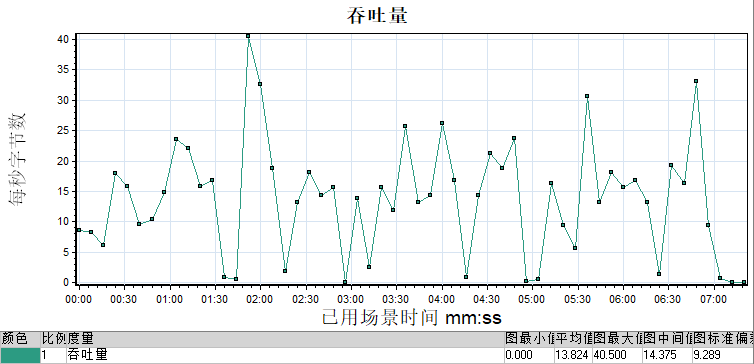 吞吐量
每秒字节数
40
35
30
25
20
15
10
5
0
00:00 00:30 01:00 01:30 02:00 02:30 03:00 03:30 04:00 04:30 05:00 05:30 06:00 06:30 07:00
已用场景时间 mm:ss
颜色 比例 度量 图最小值 平均值 图最大值 图中间值 图标准偏差
1 吞吐量 0.000 13.824 40.500 14.375 9.289